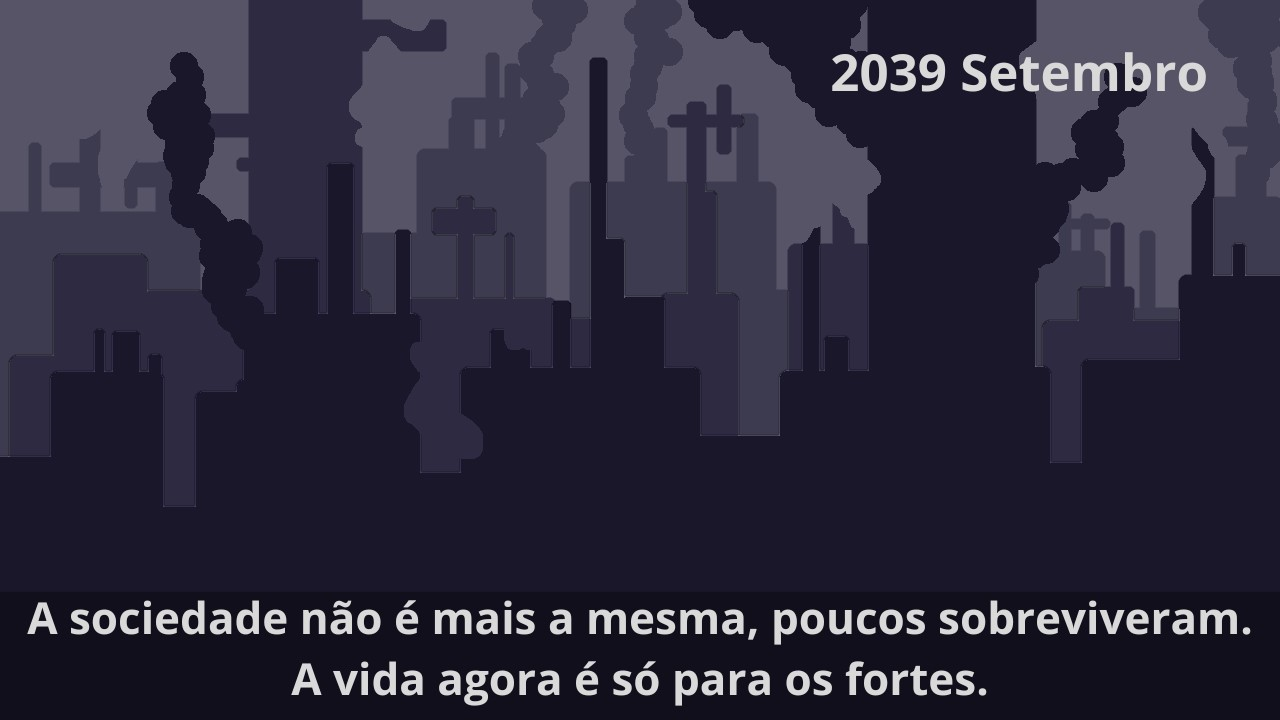 2039 Setembro
A sociedade não é mais a mesma, poucos sobreviveram.
A vida agora é só para os fortes.